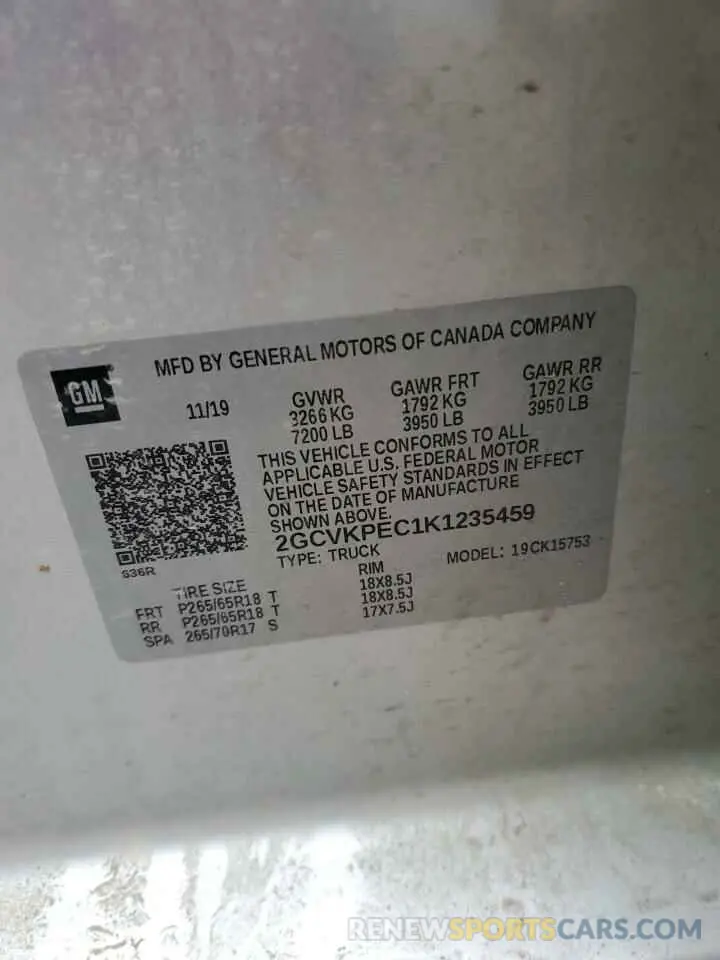 GM
MFD BY GENERAL MOTORS OF CANADA COMPANY
11/19
GVWR GAWR FRT GAWR RR
3266 KG 1792 KG 1792 KG
7200 LB 3950 LB 3950 LB
THIS VEHICLE CONFORMS TO ALL
APPLICABLE U.S. FEDERAL MOTOR
VEHICLE SAFETY STANDARDS IN EFFECT
ON THE DATE OF MANUFACTURE
SHOWN ABOVE.
2GCVKPEC1K1235459
TYPE: TRUCK MODEL: 19CK15753
S36R
TIRE SIZE RIM
FRT P265/65R18 T 18X8.5J
RR P265/65R18 T 18X8.5J
SPA 265/70R17 S 17X7.5J
RENEWSPORTSCARS.COM